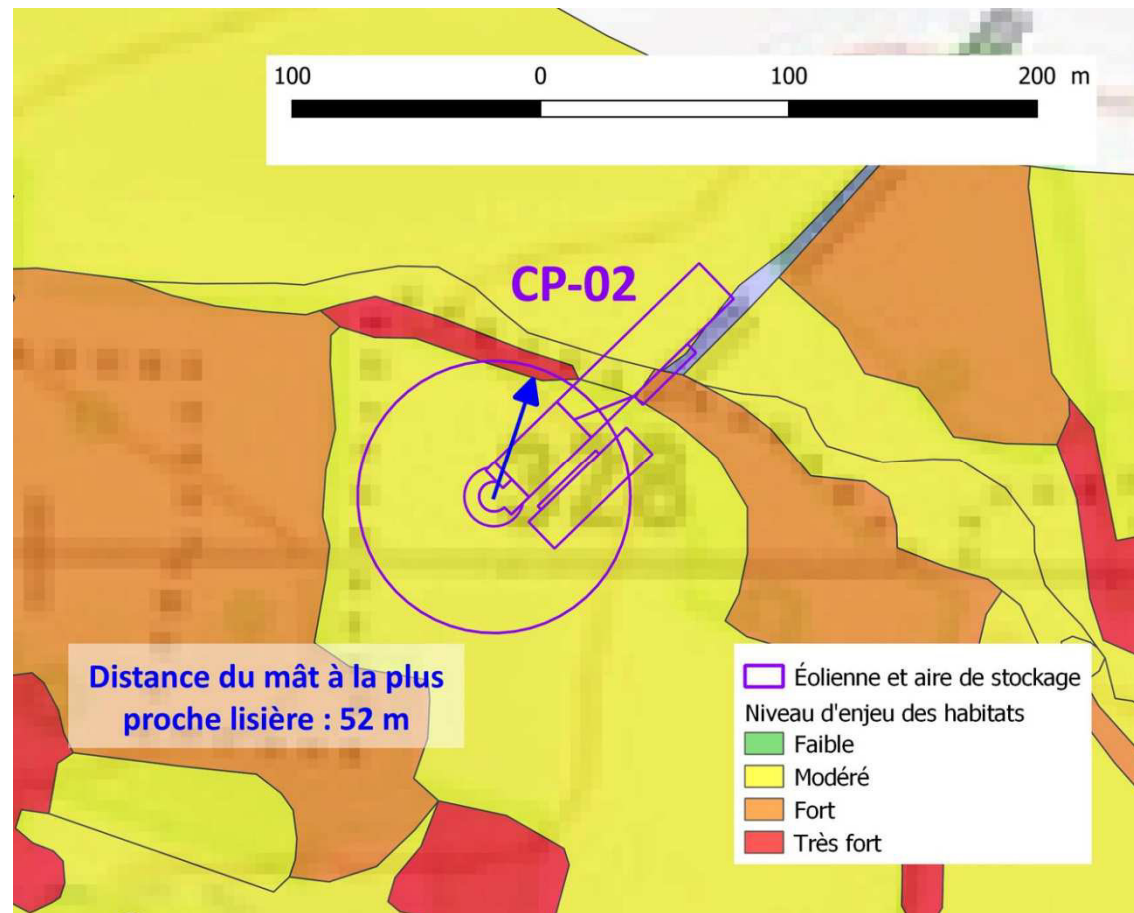 100 0 100 200 m
CP-02
Distance du mât à la plus
proche lisière : 52 m
Éolienne et aire de stockage
Niveau d'enjeu des habitats
Faible
Modéré
Fort
Très fort